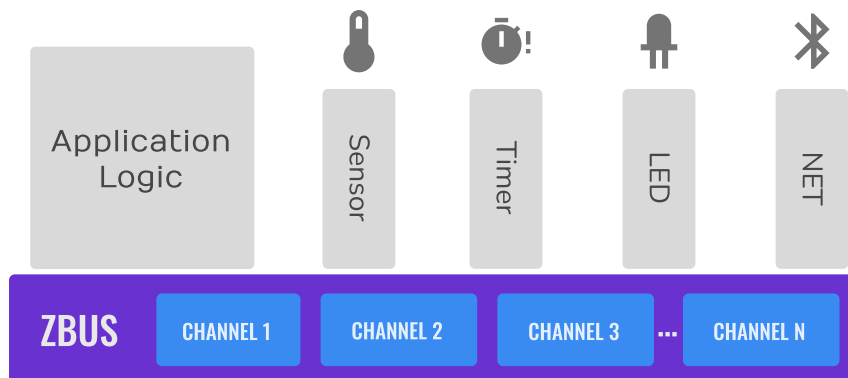 Application
Logic
Sensor
Timer
LED
NET
ZBUS
CHANNEL 1
CHANNEL 2
CHANNEL 3
...
CHANNEL N